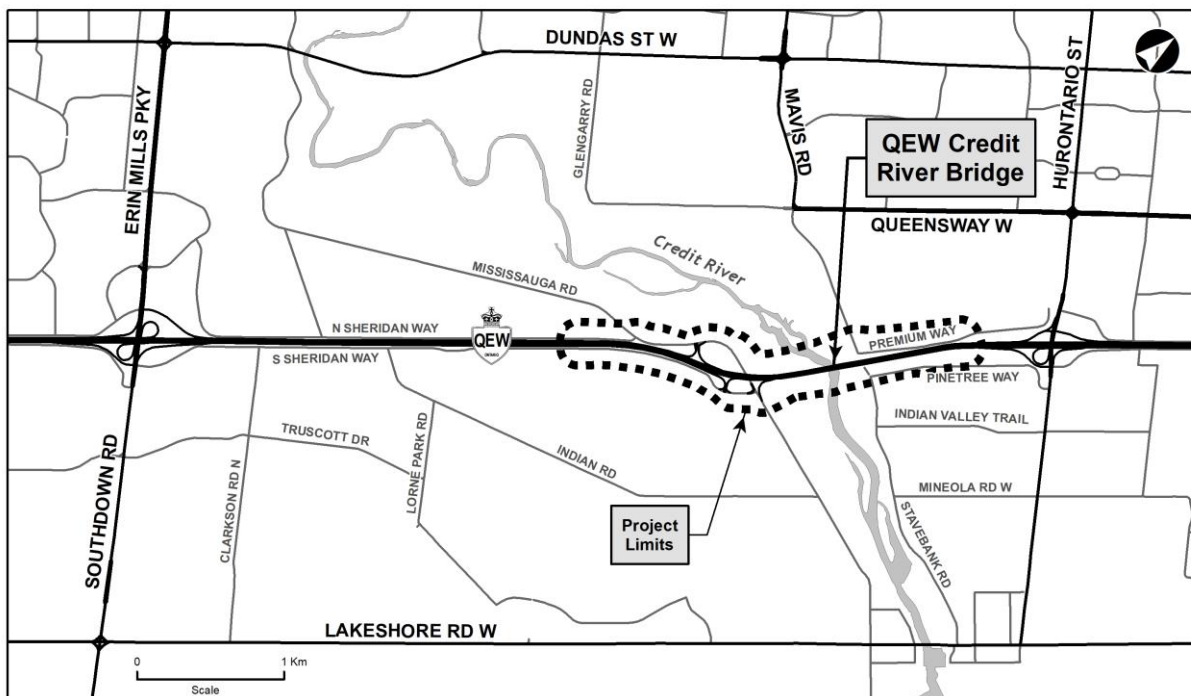 DUNDAS ST W
ERIN MILLS PKY
GLENGARRY RD
MAVIS RD
HURONTARIO ST
QEW Credit
River Bridge
QUEENSWAY W
Credit River
MISSISSAUGA RD
N SHERIDAN WAY
QEW
ONTARIO
PREMIUM WAY
S SHERIDAN WAY
PINETREE WAY
INDIAN VALLEY TRAIL
TRUSCOTT DR
LORNE PARK RD
INDIAN RD
MINEOLA RD W
SOUTHDOWN RD
CLARKSON RD N
Project
Limits
STAVEBANK RD
LAKESHORE RD W
0 1 Km
Scale